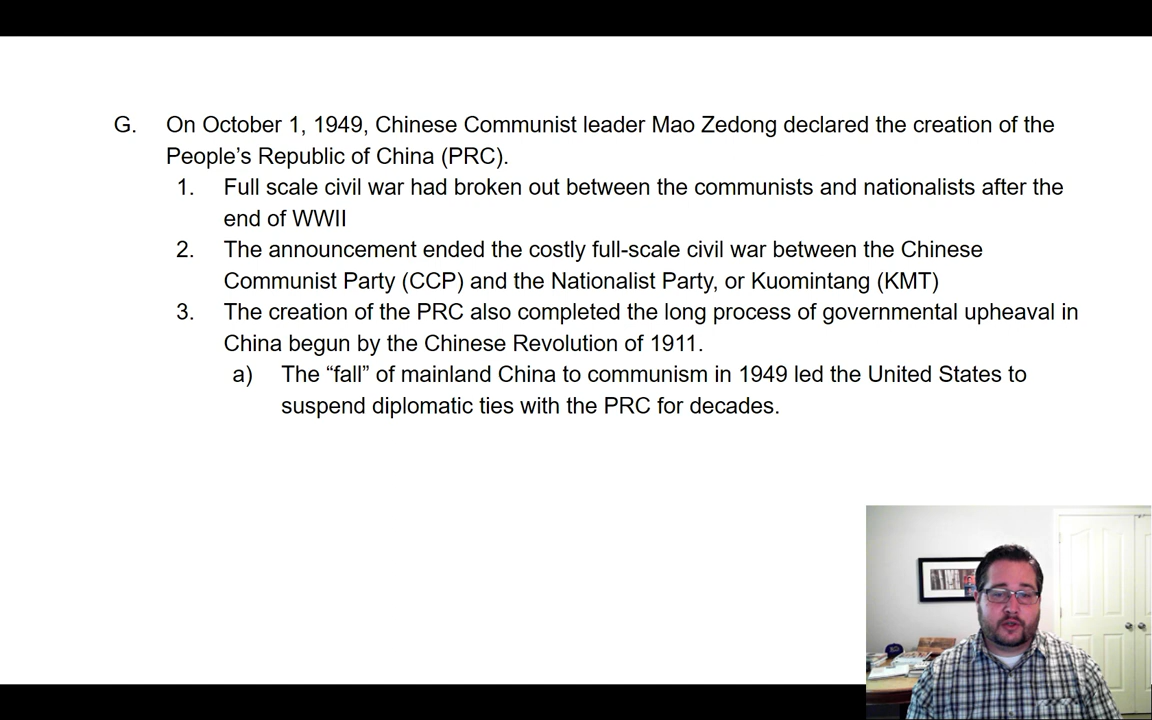 G. On October 1, 1949, Chinese Communist leader Mao Zedong declared the creation of the
People’s Republic of China (PRC).
1. Full scale civil war had broken out between the communists and nationalists after the
end of WWII
2. The announcement ended the costly full-scale civil war between the Chinese
Communist Party (CCP) and the Nationalist Party, or Kuomintang (KMT)
3. The creation of the PRC also completed the long process of governmental upheaval in
China begun by the Chinese Revolution of 1911.
a) The “fall” of mainland China to communism in 1949 led the United States to
suspend diplomatic ties with the PRC for decades.